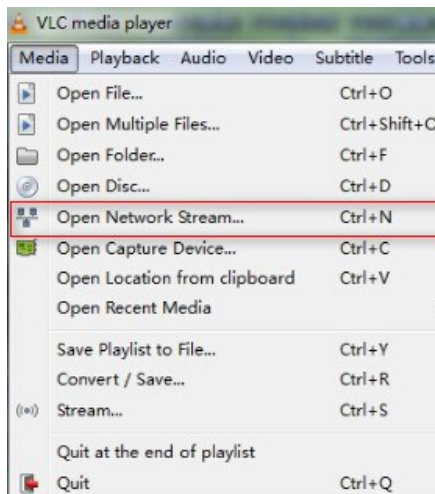 VLC media player
Media Playback Audio Video Subtitle Tools
Open File... Ctrl+O
Open Multiple Files... Ctrl+Shift+O
Open Folder... Ctrl+F
Open Disc... Ctrl+D
Open Network Stream... Ctrl+N
Open Capture Device... Ctrl+C
Open Location from clipboard Ctrl+V
Open Recent Media
Save Playlist to File... Ctrl+Y
Convert / Save... Ctrl+R
Stream... Ctrl+S
Quit at the end of playlist
Quit Ctrl+Q